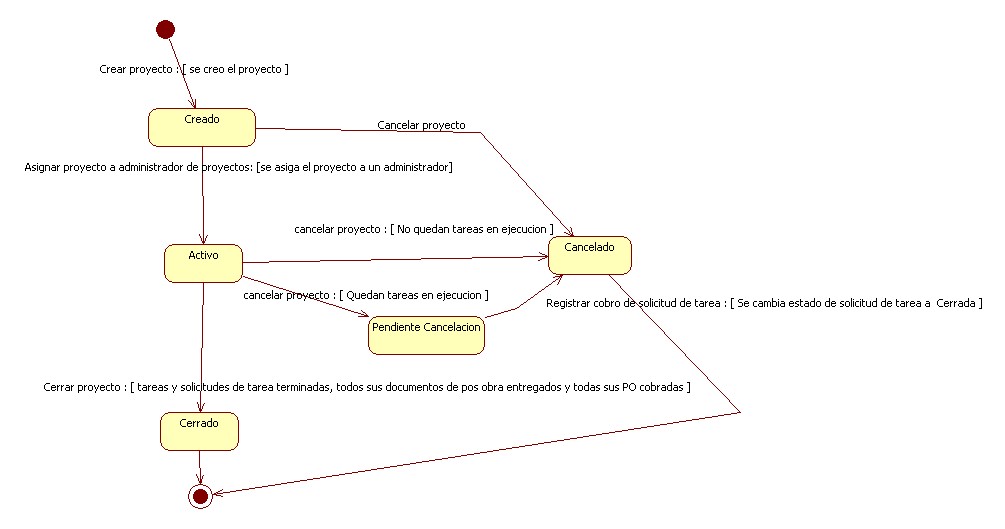 Crear proyecto : [ se creo el proyecto ]
Creado
Cancelar proyecto
Asignar proyecto a administrador de proyectos: [se asiga el proyecto a un administrador]
cancelar proyecto : [ No quedan tareas en ejecucion ]
Activo
Cancelado
cancelar proyecto : [ Quedan tareas en ejecucion ]
Registrar cobro de solicitud de tarea : [ Se cambia estado de solicitud de tarea a Cerrada ]
Pendiente Cancelacion
Cerrar proyecto : [ tareas y solicitudes de tarea terminadas, todos sus documentos de pos obra entregados y todas sus PO cobradas ]
Cerrado